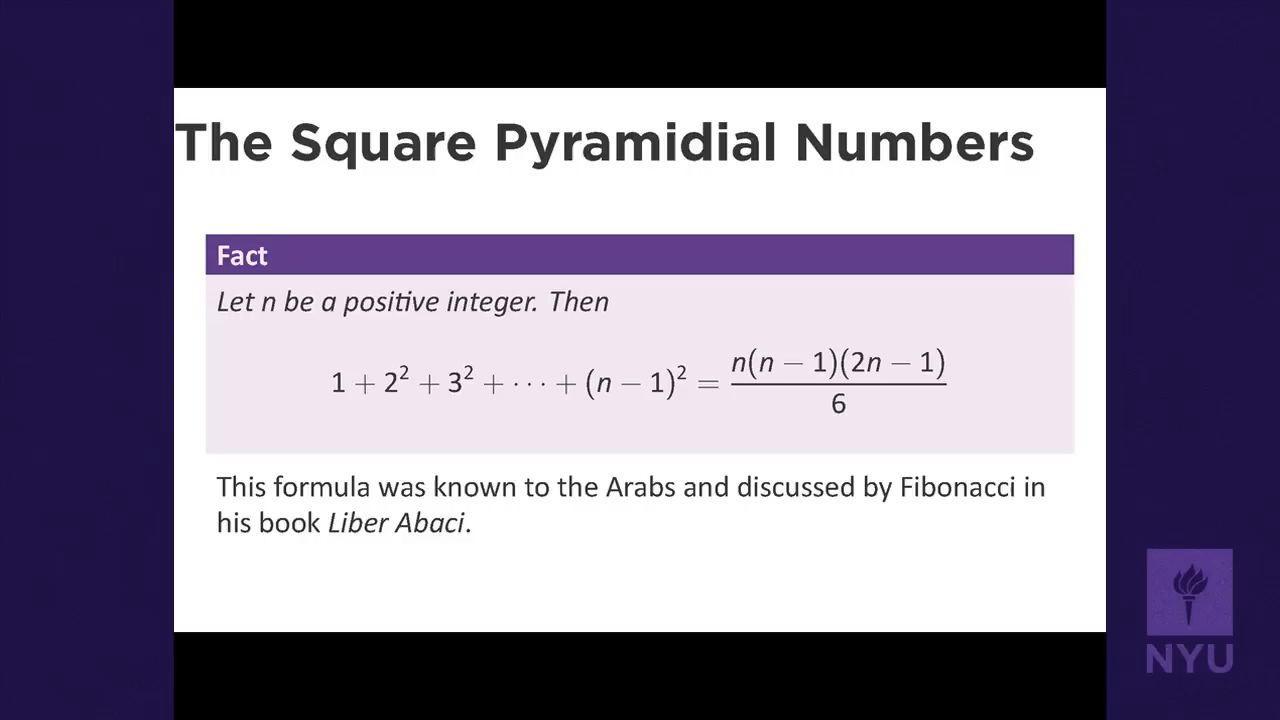 The Square Pyramidial Numbers
Fact
Let n be a positive integer. Then
1 + 2² + 3² + ⋯ + (n − 1)² = n(n − 1)(2n − 1) / 6
This formula was known to the Arabs and discussed by Fibonacci in
his book Liber Abaci.
NYU